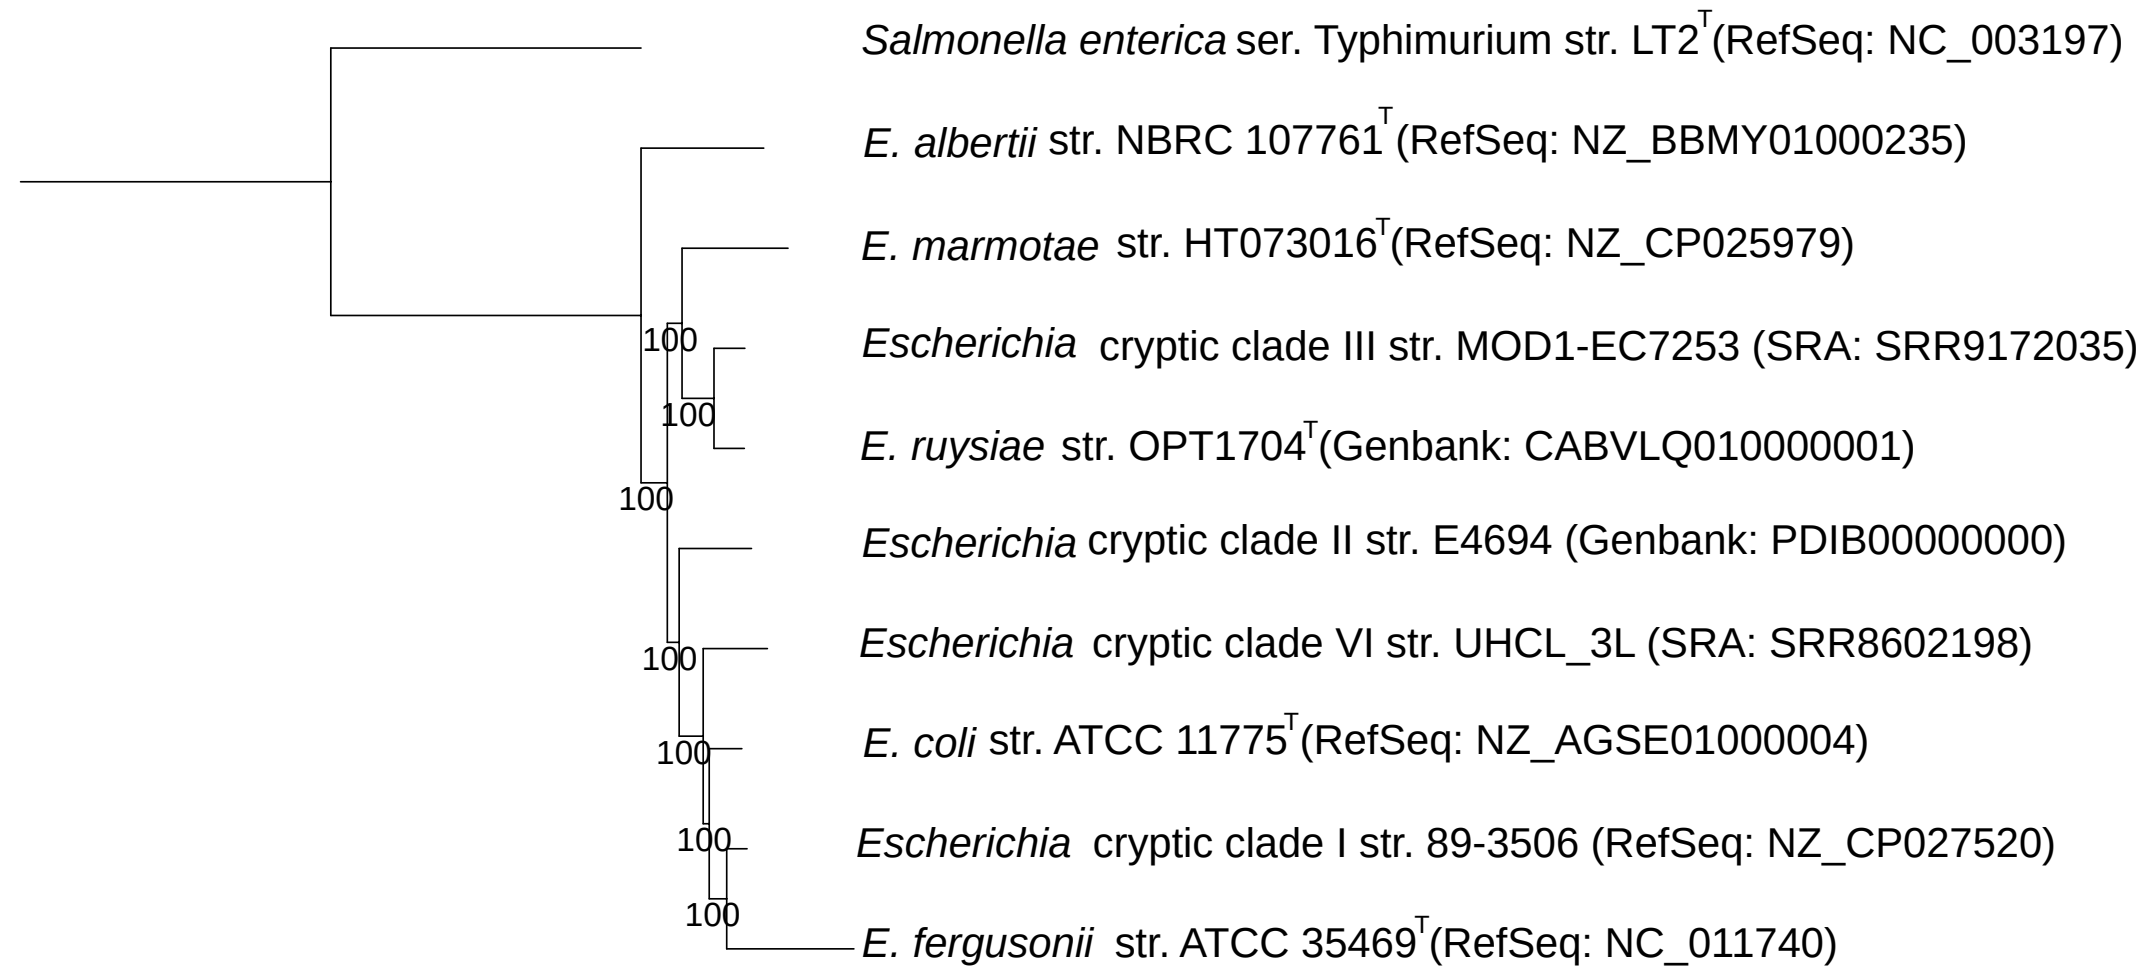 Salmonella enterica ser. Typhimurium str. LT2T(RefSeq: NC_003197)
E. albertii str. NBRC 107761T(RefSeq: NZ_BBMY01000235)
E. marmotae str. HT073016T(RefSeq: NZ_CP025979)
100
Escherichia cryptic clade III str. MOD1-EC7253 (SRA: SRR9172035)
100
E. ruysiae str. OPT1704T(Genbank: CABVLQ010000001)
100
Escherichia cryptic clade II str. E4694 (Genbank: PDIB00000000)
100
Escherichia cryptic clade VI str. UHCL_3L (SRA: SRR8602198)
100
E. coli str. ATCC 11775T(RefSeq: NZ_AGSE01000004)
100
Escherichia cryptic clade I str. 89-3506 (RefSeq: NZ_CP027520)
100
E. fergusonii str. ATCC 35469T(RefSeq: NC_011740)